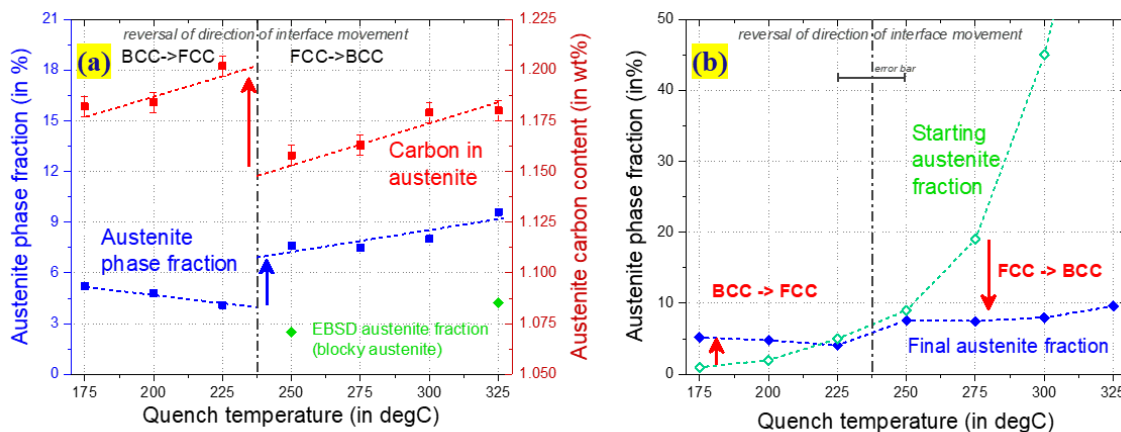 reversal of direction of interface movement
(a)
BCC->FCC
FCC->BCC
Carbon in
austenite
Austenite
phase fraction
EBSD austenite fraction
(blocky austenite)
Austenite phase fraction (in %)
21
18
15
12
9
6
3
0
Austenite carbon content (in wt%)
1.225
1.200
1.175
1.150
1.125
1.100
1.075
1.050
175 200 225 250 275 300 325
Quench temperature (in degC)
reversal of direction of interface movement
(b)
error bar
Starting
austenite
fraction
BCC -> FCC
FCC -> BCC
Final austenite fraction
Austenite phase fraction (in%)
50
40
30
20
10
0
175 200 225 250 275 300 325
Quench temperature (in degC)